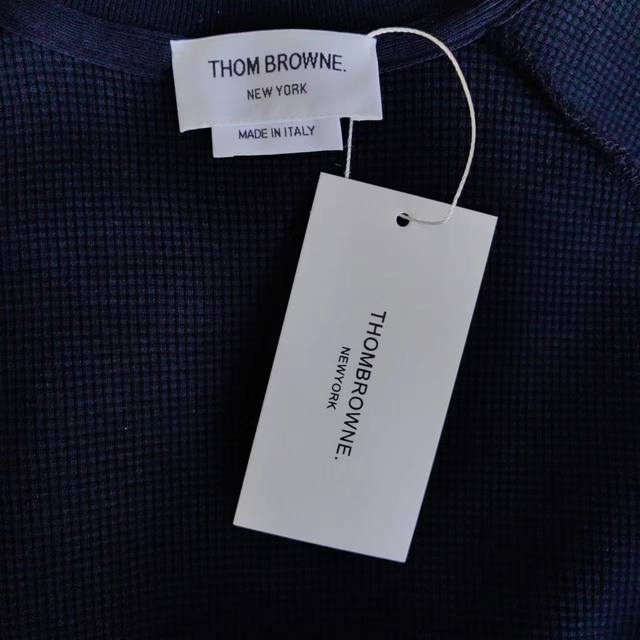 THOM BROWNE.
NEW YORK
MADE IN ITALY
THOMBROWNE.
NEWYORK